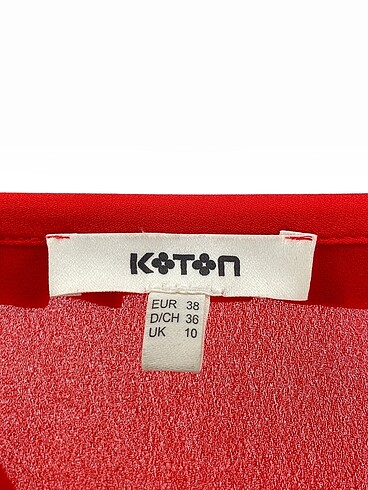 KOTON
EUR 38
D/CH 36
UK 10